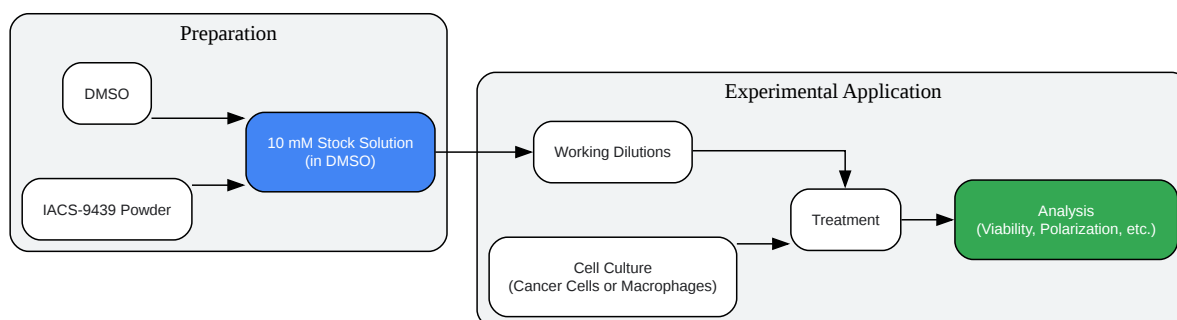 Preparation
DMSO
IACS-9439 Powder
10 mM Stock Solution
(in DMSO)
Experimental Application
Working Dilutions
Cell Culture
(Cancer Cells or Macrophages)
Treatment
Analysis
(Viability, Polarization, etc.)